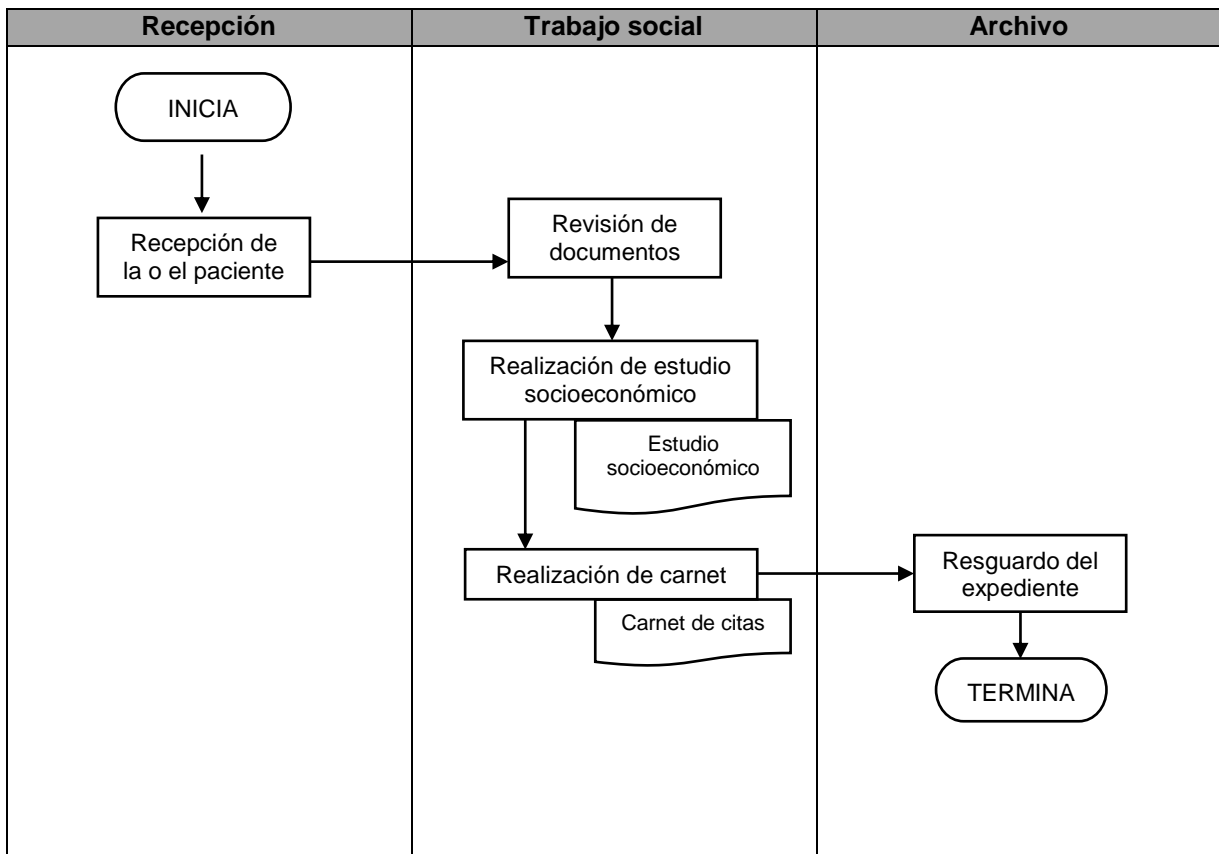 Recepción
Trabajo social
Archivo
INICIA
Recepción de
la o el paciente
Revisión de
documentos
Realización de estudio
socioeconómico
Estudio
socioeconómico
Realización de carnet
Carnet de citas
Resguardo del
expediente
TERMINA